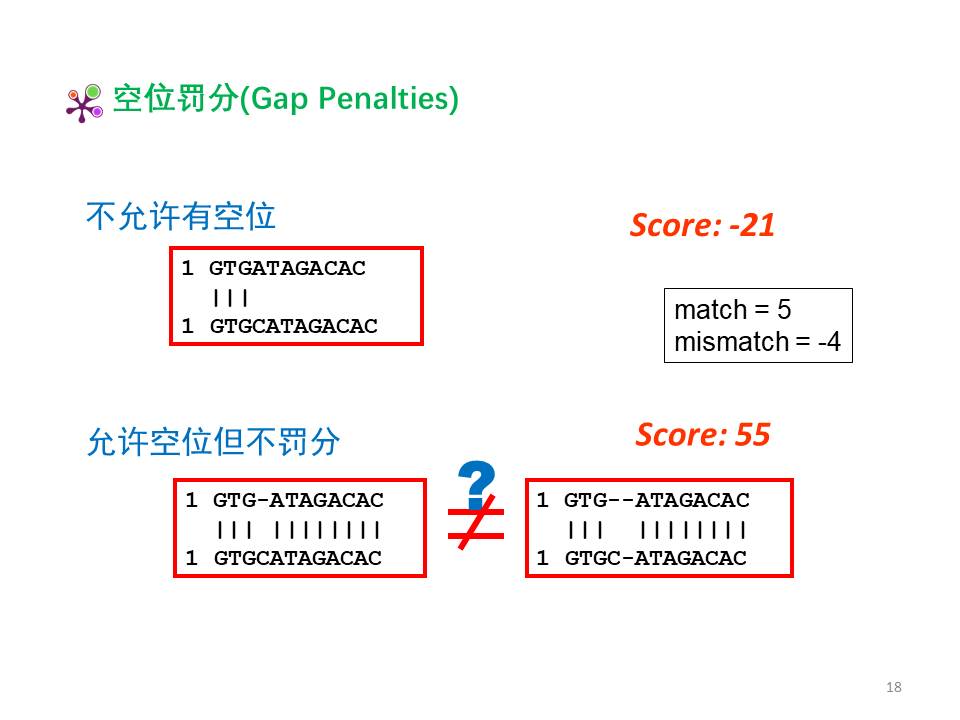 空位罚分(Gap Penalties)
不允许有空位
Score: -21
1 GTGATAGACAC
|||
1 GTGCATAGACAC
match = 5
mismatch = -4
允许空位但不罚分
Score: 55
1 GTG-ATAGACAC
||| ||||||||
1 GTGCATAGACAC
?
≠
1 GTG--ATAGACAC
|||  ||||||||
1 GTGC-ATAGACAC
18